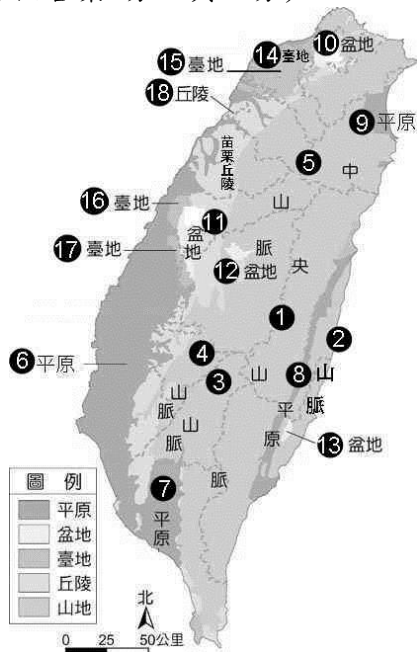 10 盆地
14 臺地
15 臺地
18 丘陵
9 平原
苗栗丘陵
5
中
山
16 臺地
11
盆地
脈
17 臺地
12 盆地
央
1
2
6 平原
4
3
山
8
山脈
山脈
山脈
平原
13 盆地
脈
7
平原
圖 例
平原
盆地
臺地
丘陵
山地
北
0 25 50公里